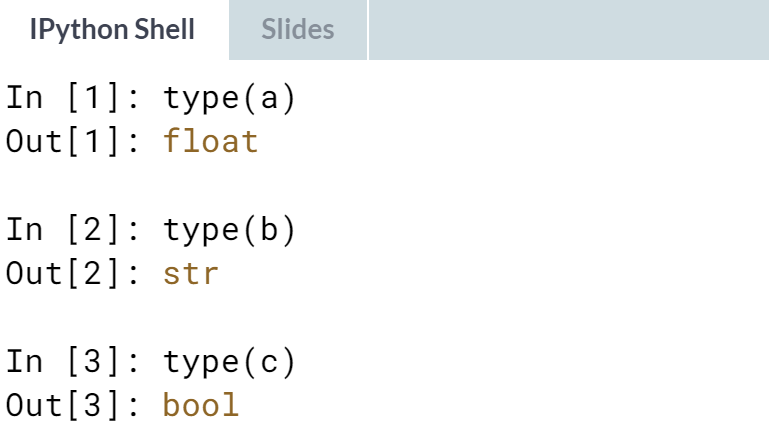 IPython Shell Slides
In [1]: type(a)
Out[1]: float
In [2]: type(b)
Out[2]: str
In [3]: type(c)
Out[3]: bool